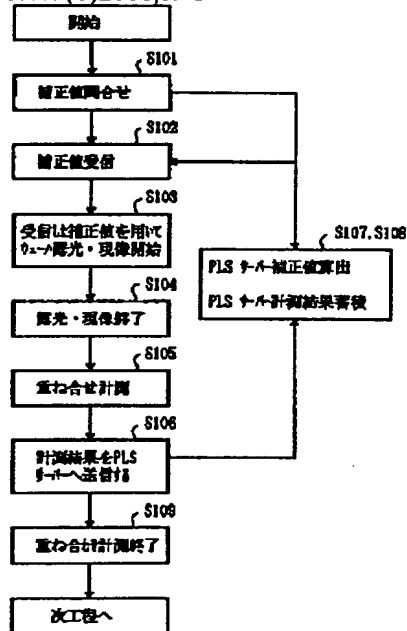 開始
S101
補正値問合せ
S102
補正値受信
S103
受信した補正値を用いて
ウェーハ露光・現像開始
S107,S108
PLS サーバー補正値算出
PLS サーバー計測結果蓄積
S104
露光・現像終了
S105
重ね合せ計測
S106
計測結果をPLS
サーバーへ送信する
S109
重ね合せ計測終了
次工程へ